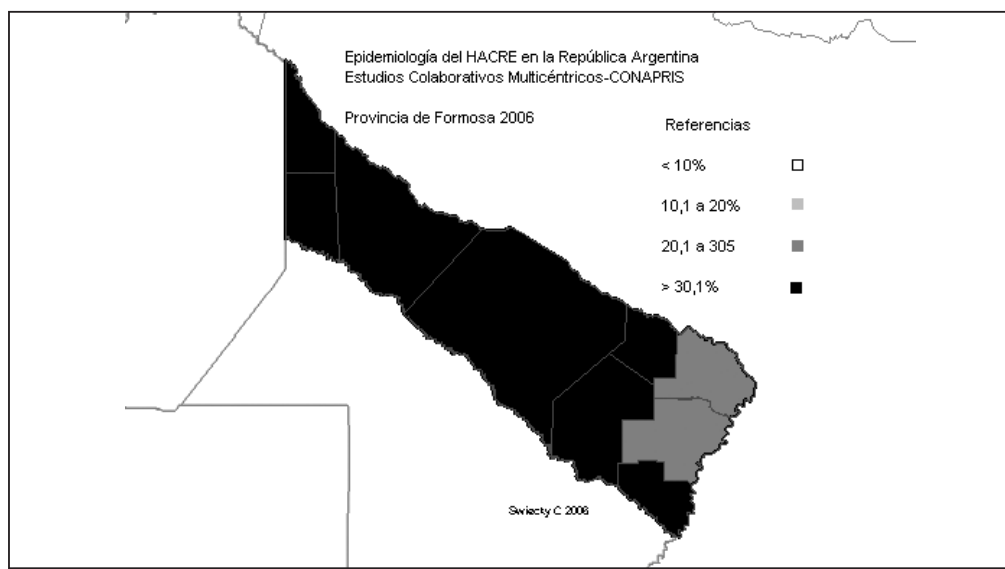 Epidemiología del HACRE en la República Argentina
Estudios Colaborativos Multicéntricos-CONAPRIS
Provincia de Formosa 2006
Referencias
< 10%
10,1 a 20%
20,1 a 305
> 30,1%
Swiecty C 2006